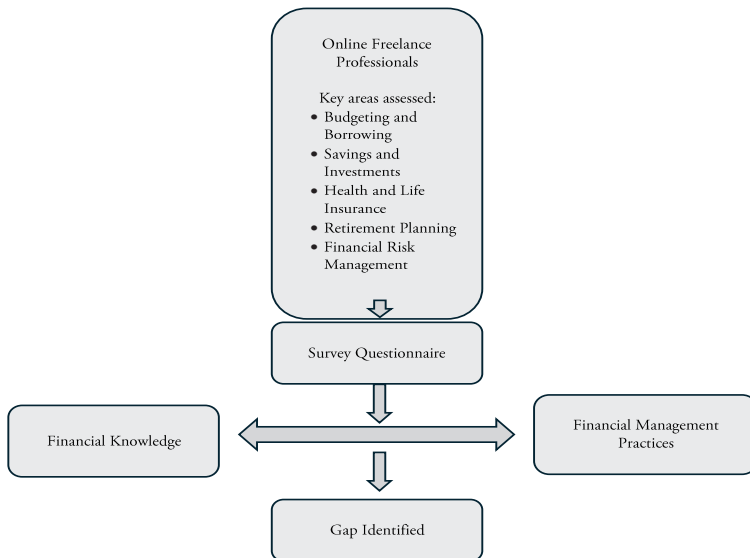 Online Freelance
Professionals
Key areas assessed:
• Budgeting and
Borrowing
• Savings and
Investments
• Health and Life
Insurance
• Retirement Planning
• Financial Risk
Management
Survey Questionnaire
Financial Knowledge
Financial Management
Practices
Gap Identified